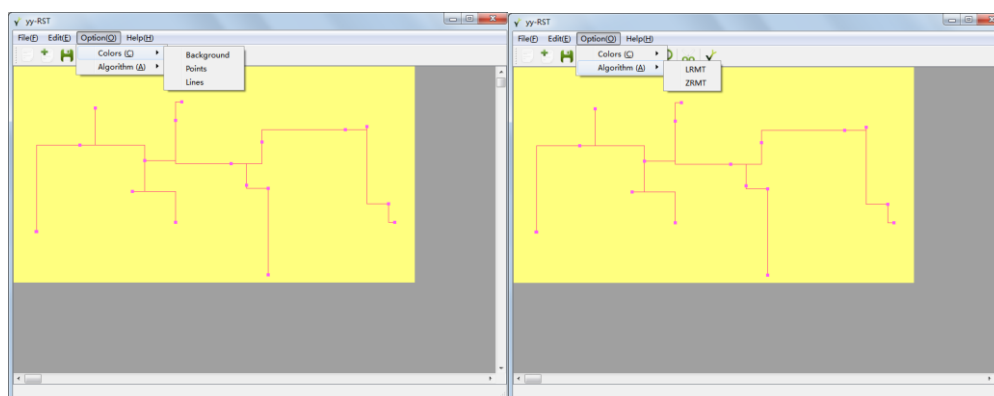 yy-RST
File(F) Edit(E) Option(O) Help(H)
Colors (C)
Algorithm (A)
Background
Points
Lines
yy-RST
File(F) Edit(E) Option(O) Help(H)
Colors (C)
Algorithm (A)
LRMT
ZRMT